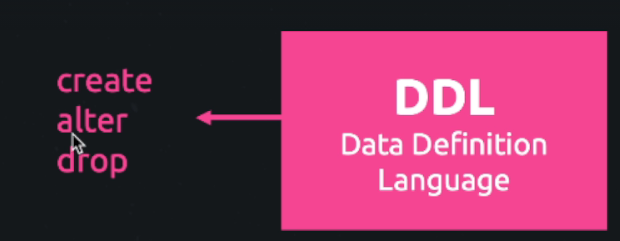 create
alter
drop
DDL
Data Definition
Language